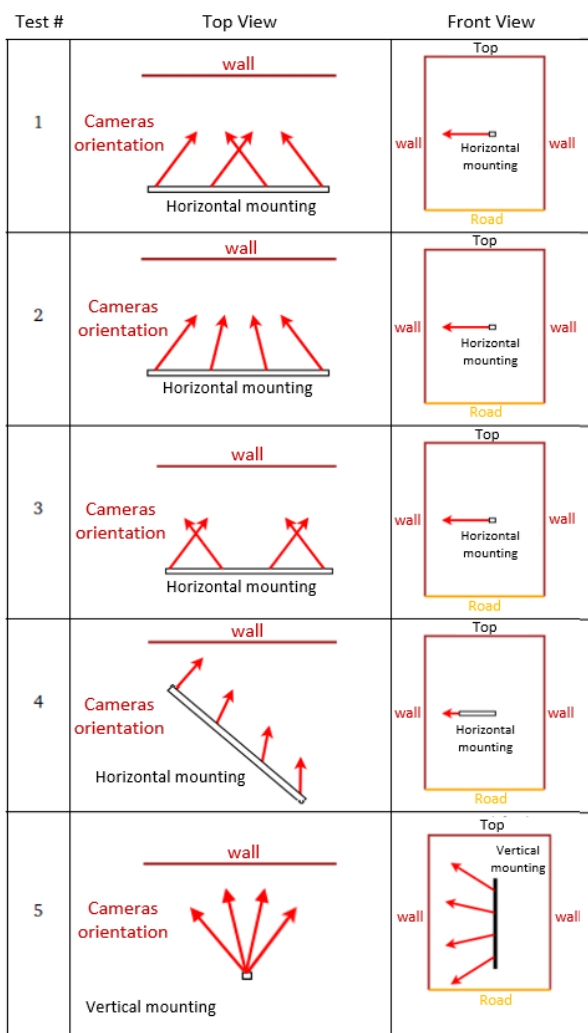 Test # Top View Front View
1
wall
Cameras
orientation
Horizontal mounting
Top
wall
Horizontal
mounting
wall
Road
2
wall
Cameras
orientation
Horizontal mounting
Top
wall
Horizontal
mounting
wall
Road
3
wall
Cameras
orientation
Horizontal mounting
Top
wall
Horizontal
mounting
wall
Road
4
wall
Cameras
orientation
Horizontal mounting
Top
wall
Horizontal
mounting
wall
Road
5
wall
Cameras
orientation
Vertical mounting
Top
Vertical
mounting
wall
wall
Road